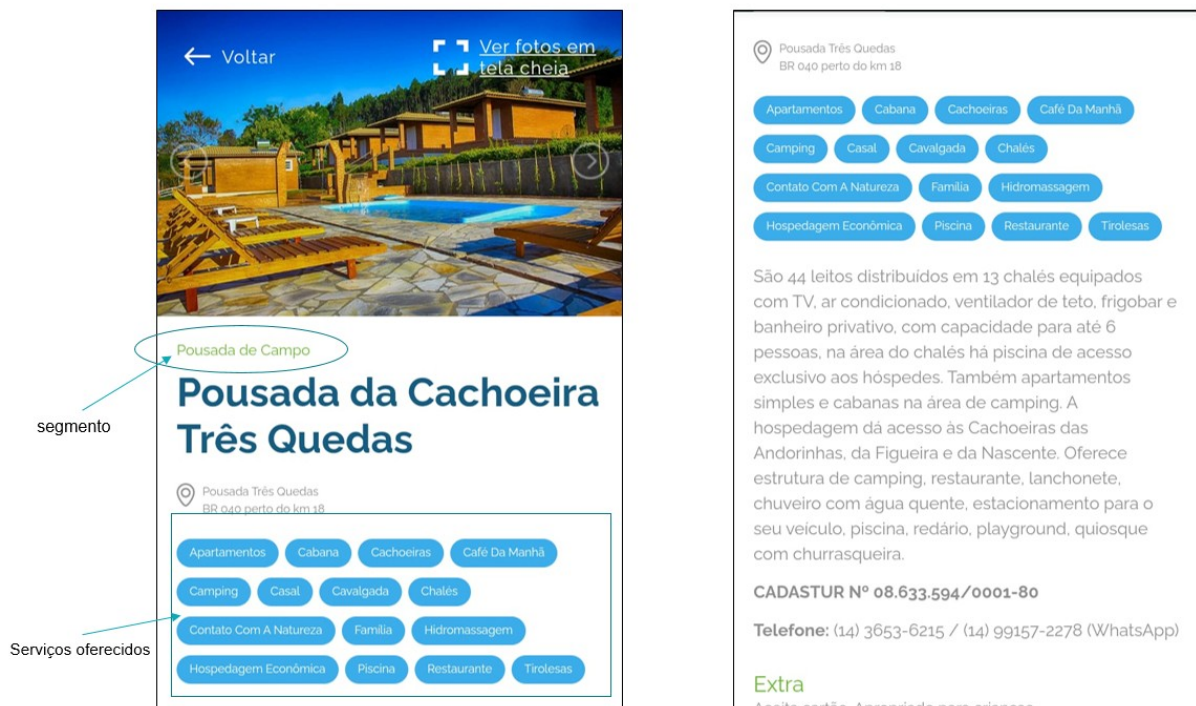 Voltar
Ver fotos em
tela cheia
Pousada de Campo
segmento
Pousada da Cachoeira
Três Quedas
Pousada Três Quedas
BR 040 perto do km 18
Apartamentos Cabana Cachoeiras Café Da Manhã
Camping Casal Cavalgada Chalés
Contato Com A Natureza Família Hidromassagem
Serviços oferecidos
Hospedagem Econômica Piscina Restaurante Tirolesas
Pousada Três Quedas
BR 040 perto do km 18
Apartamentos Cabana Cachoeiras Café Da Manhã
Camping Casal Cavalgada Chalés
Contato Com A Natureza Família Hidromassagem
Hospedagem Econômica Piscina Restaurante Tirolesas
São 44 leitos distribuídos em 13 chalés equipados
com TV, ar condicionado, ventilador de teto, frigobar e
banheiro privativo, com capacidade para até 6
pessoas, na área do chalés há piscina de acesso
exclusivo aos hóspedes. Também apartamentos
simples e cabanas na área de camping. A
hospedagem dá acesso às Cachoeiras das
Andorinhas, da Figueira e da Nascente. Oferece
estrutura de camping, restaurante, lanchonete,
chuveiro com água quente, estacionamento para o
seu veículo, piscina, redário, playground, quiosque
com churrasqueira.
CADASTUR Nº 08.633.594/0001-80
Telefone: (14) 3653-6215 / (14) 99157-2278 (WhatsApp)
Extra
Aceita cartão, Apropriado para crianças